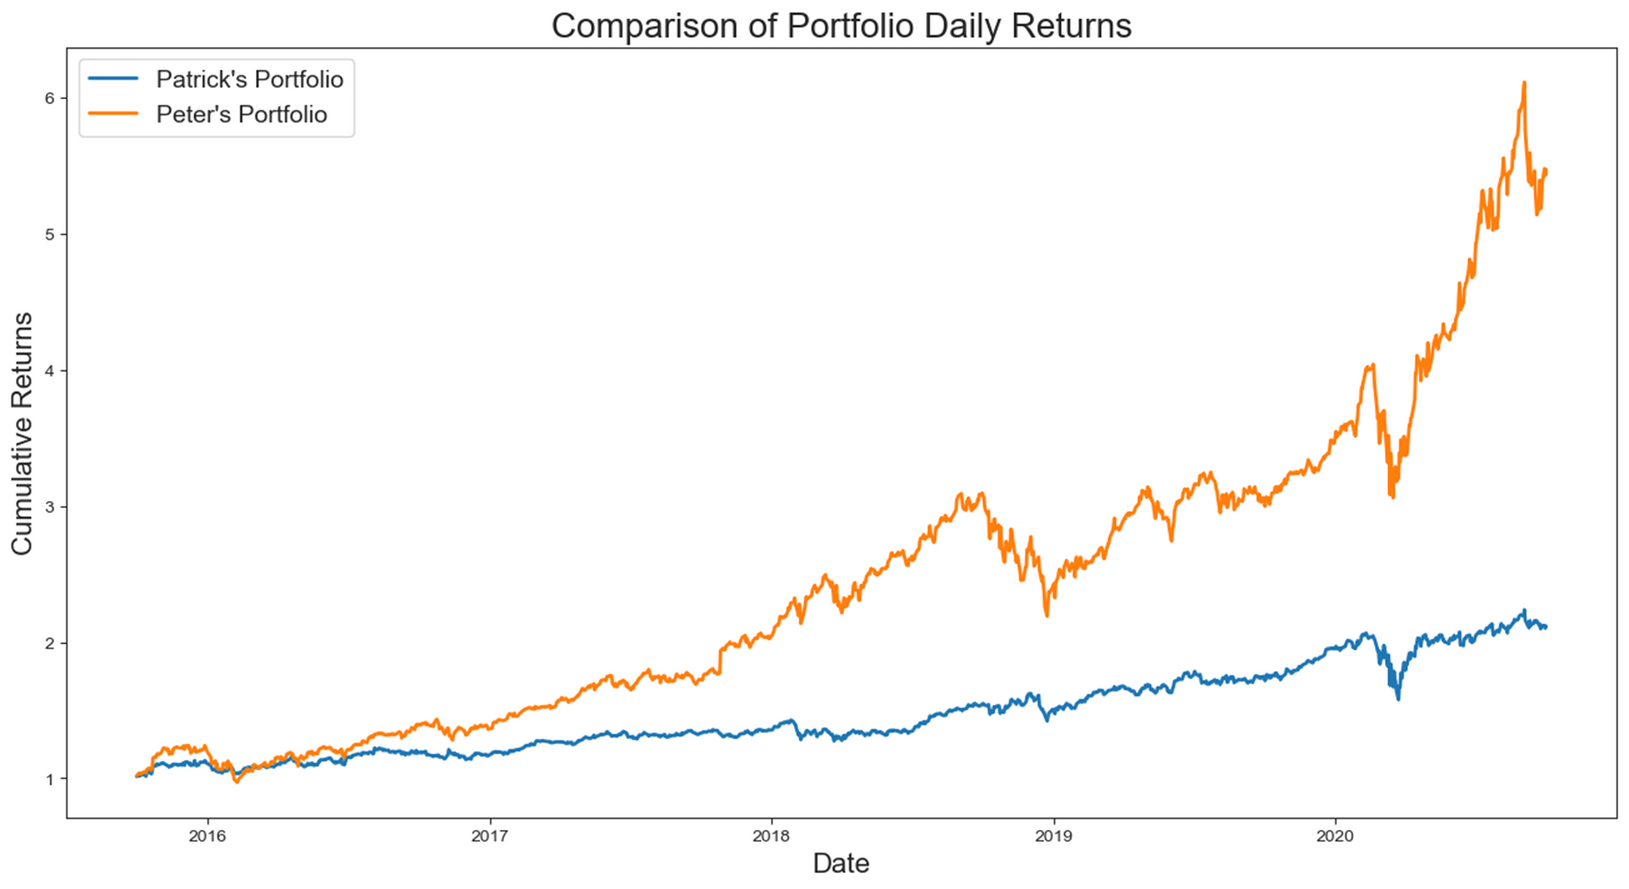 Comparison of Portfolio Daily Returns
Patrick's Portfolio
Peter's Portfolio
Cumulative Returns
6
5
4
3
2
1
2016
2017
2018
2019
2020
Date